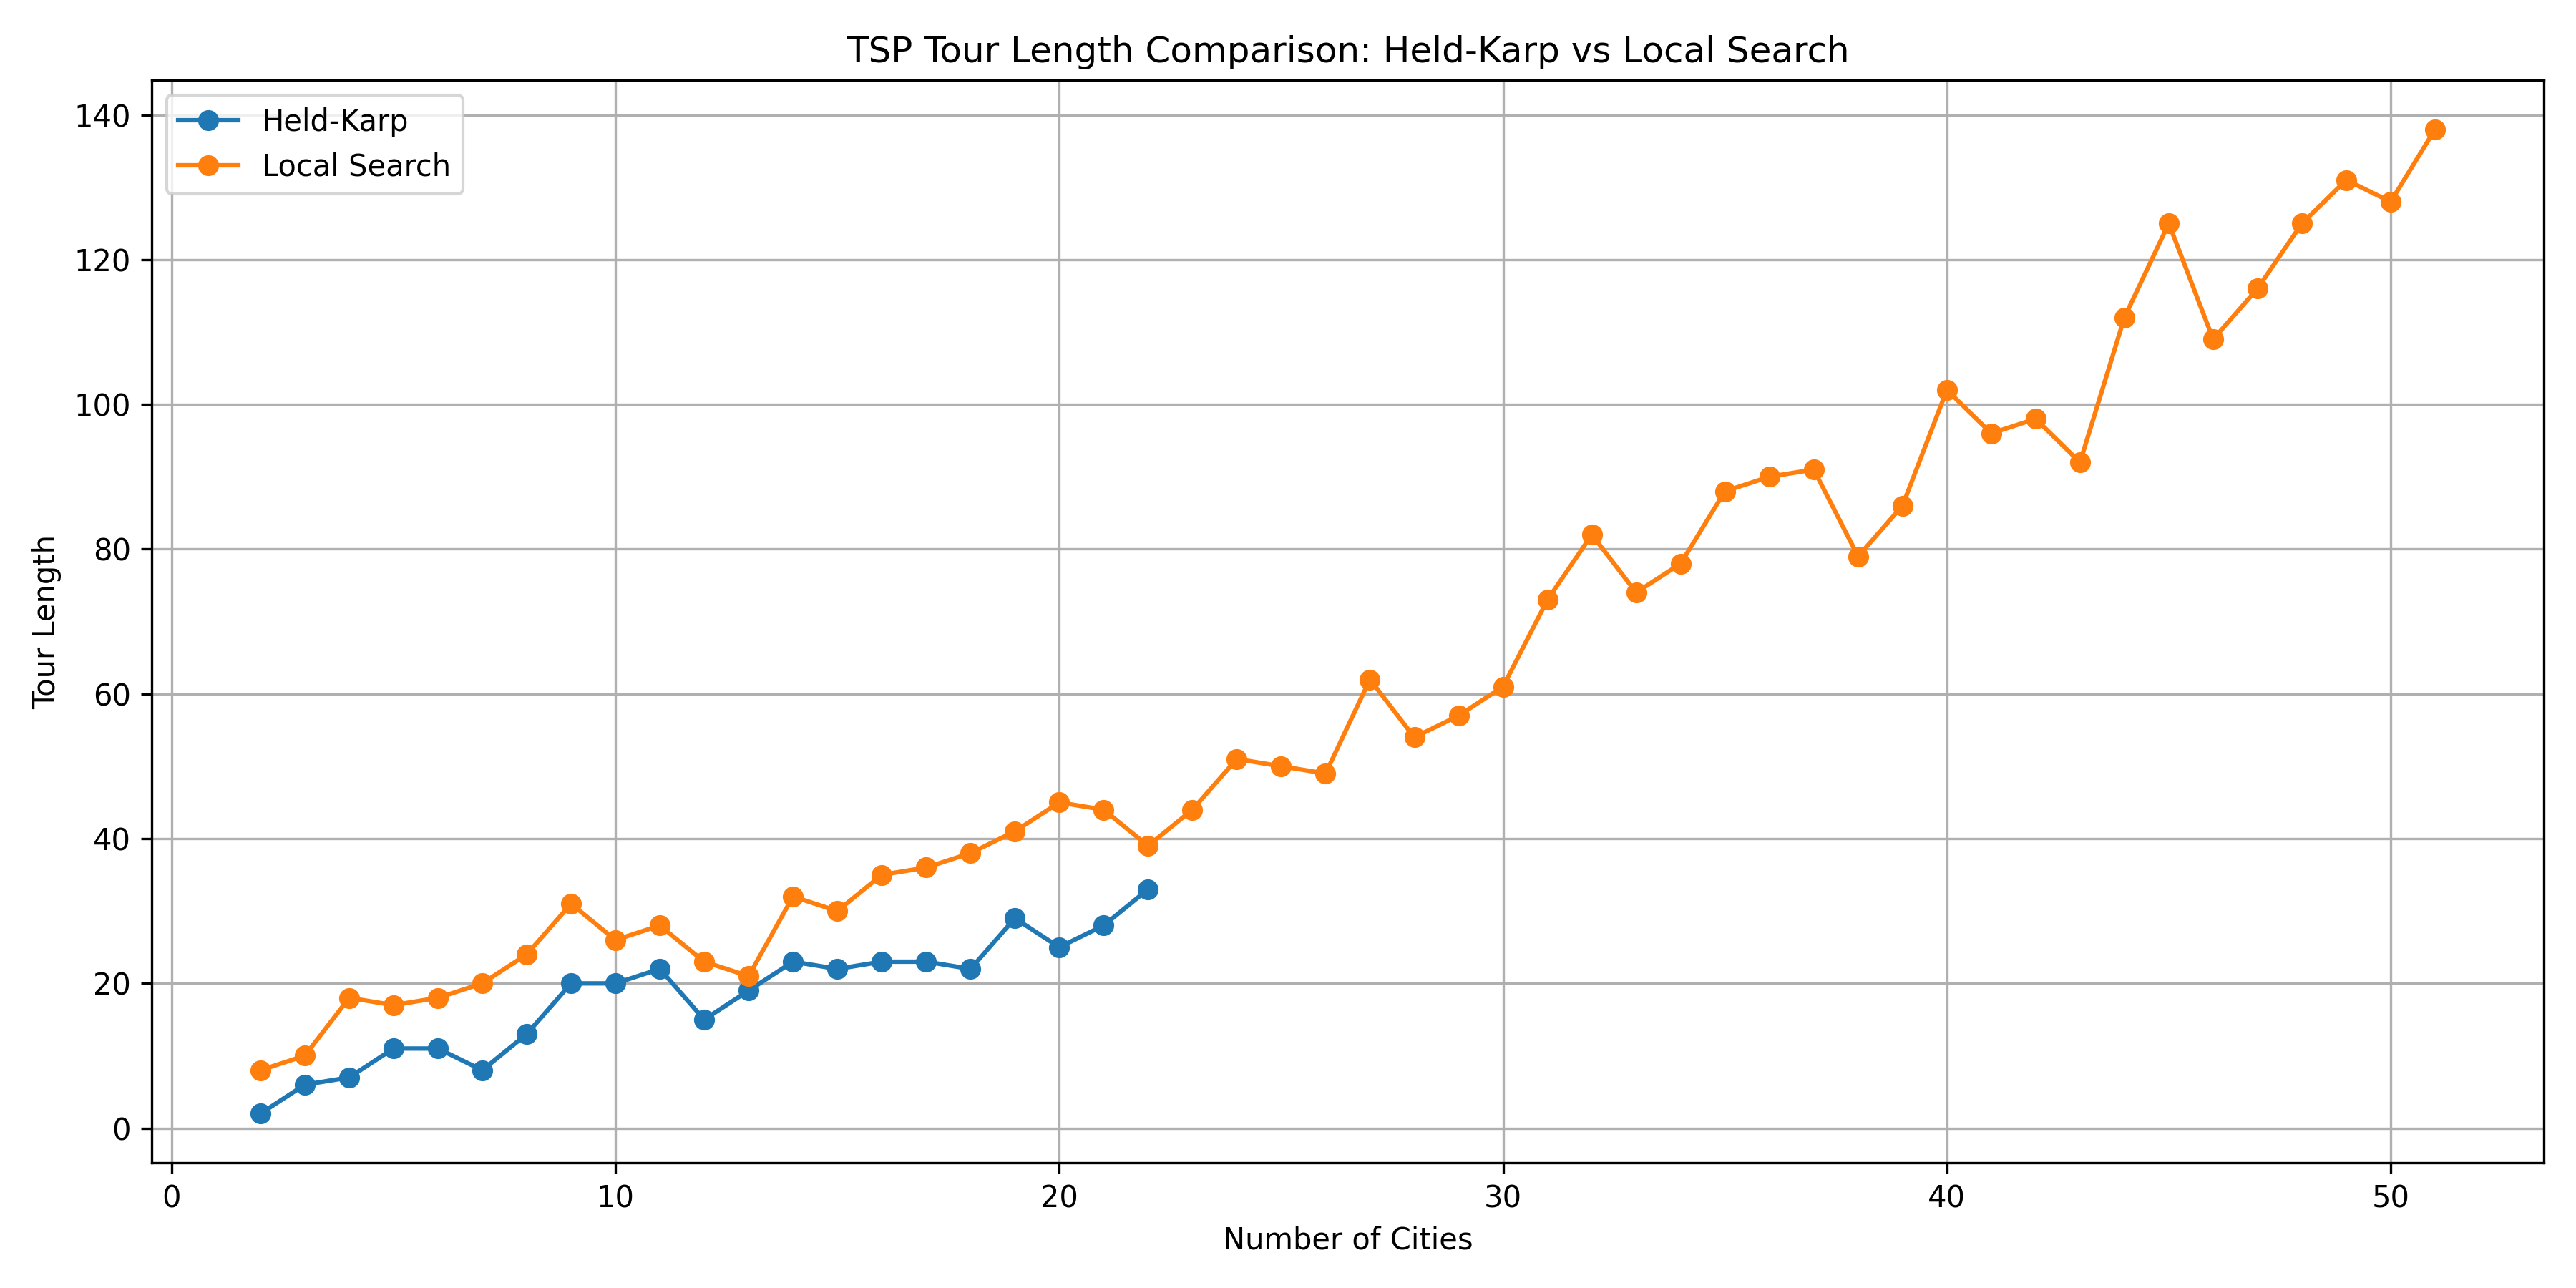 TSP Tour Length Comparison: Held-Karp vs Local Search
Held-Karp
Local Search
140
120
100
80
60
40
20
0
Tour Length
0 10 20 30 40 50
Number of Cities